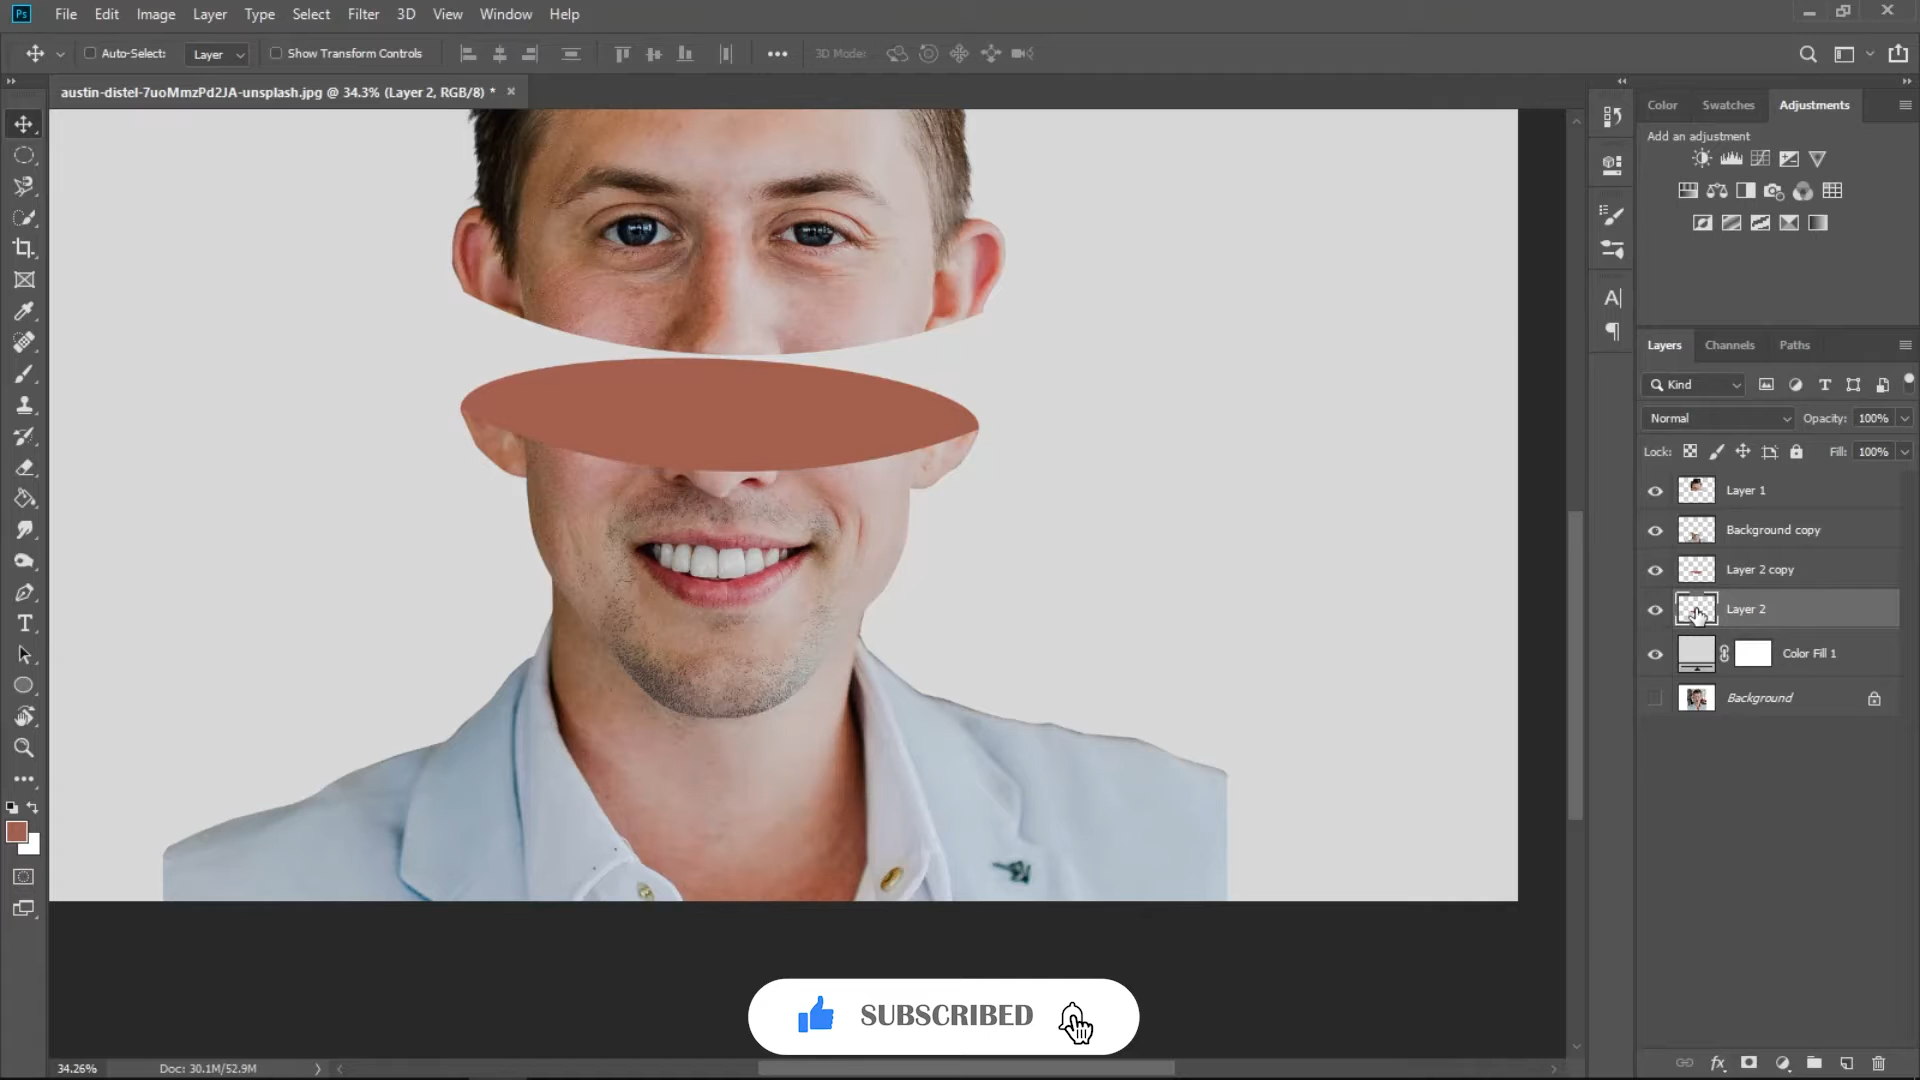 Ps File Edit Image Layer Type Select Filter 3D View Window Help
Auto-Select: Layer Show Transform Controls 3D Mode:
austin-distel-7uoMmzPd2JA-unsplash.jpg @ 34.3% (Layer 2, RGB/8) *
Color Swatches Adjustments
Add an adjustment
Layers Channels Paths
Kind
Normal Opacity: 100%
Lock: Fill: 100%
Layer 1
Background copy
Layer 2 copy
Layer 2
Color Fill 1
Background
SUBSCRIBED
34.26% Doc: 30.1M/52.9M
fx